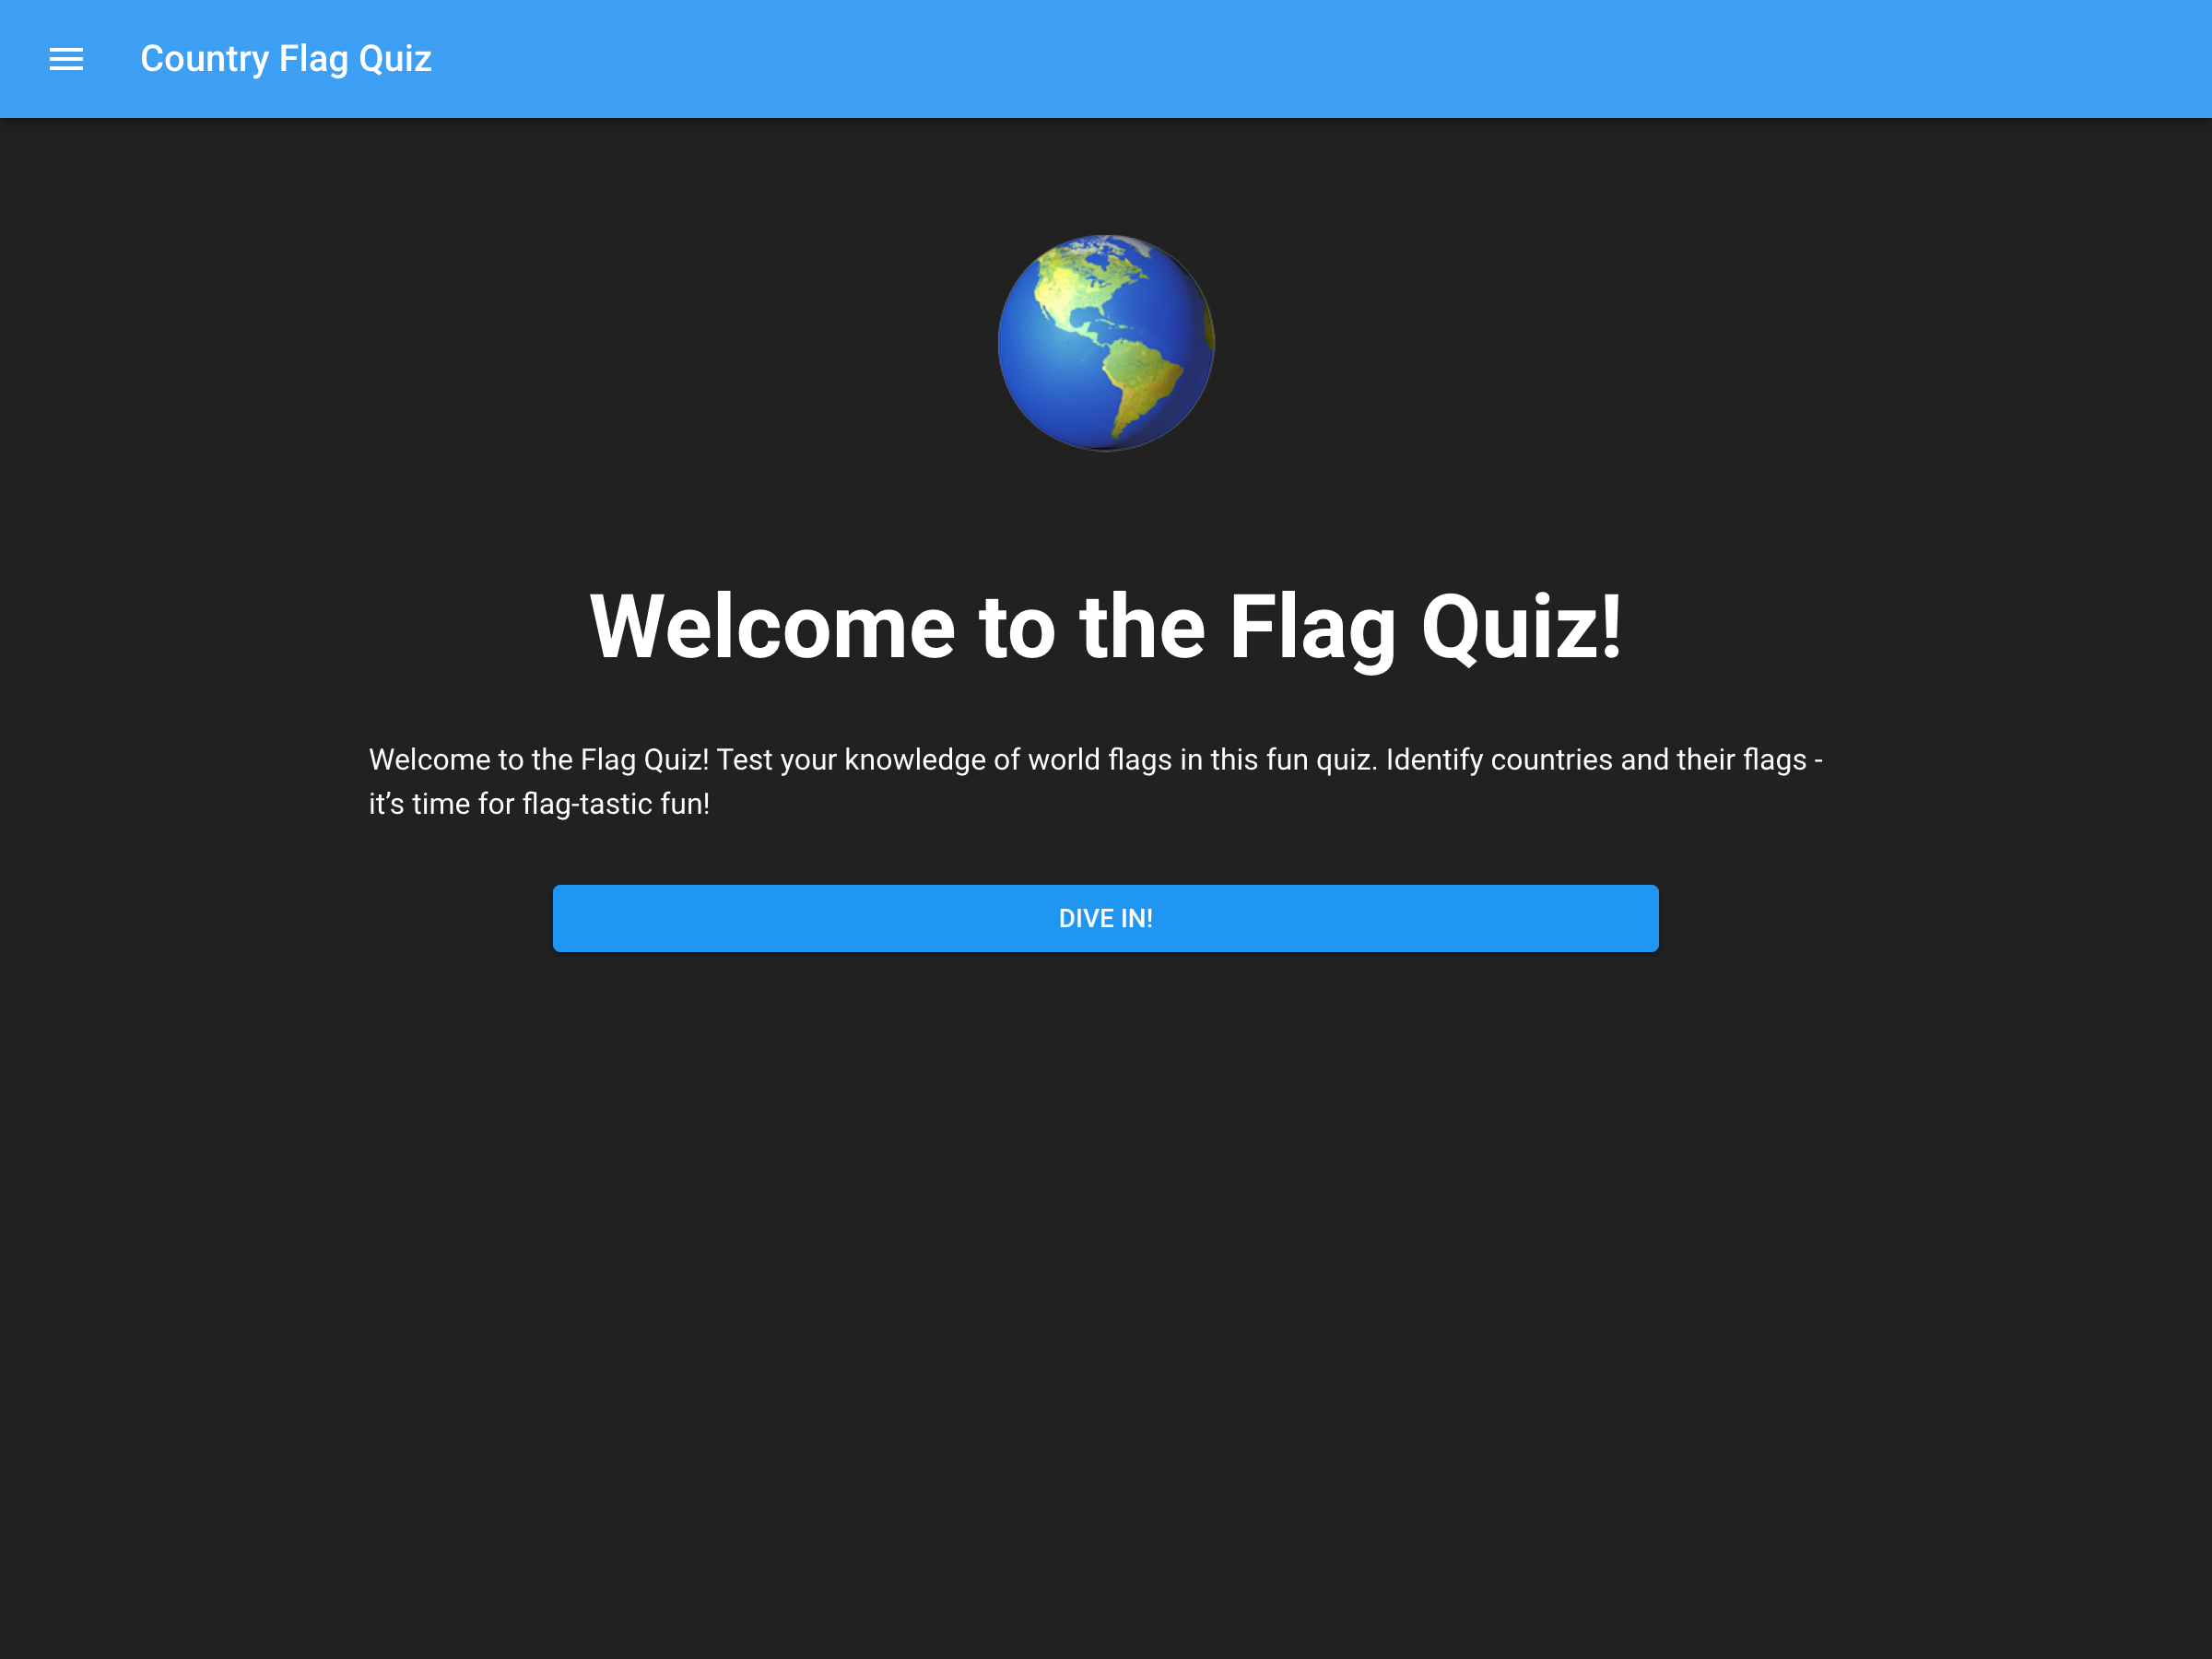 Country Flag Quiz
Welcome to the Flag Quiz!
Welcome to the Flag Quiz! Test your knowledge of world flags in this fun quiz. Identify countries and their flags -
it’s time for flag-tastic fun!
DIVE IN!